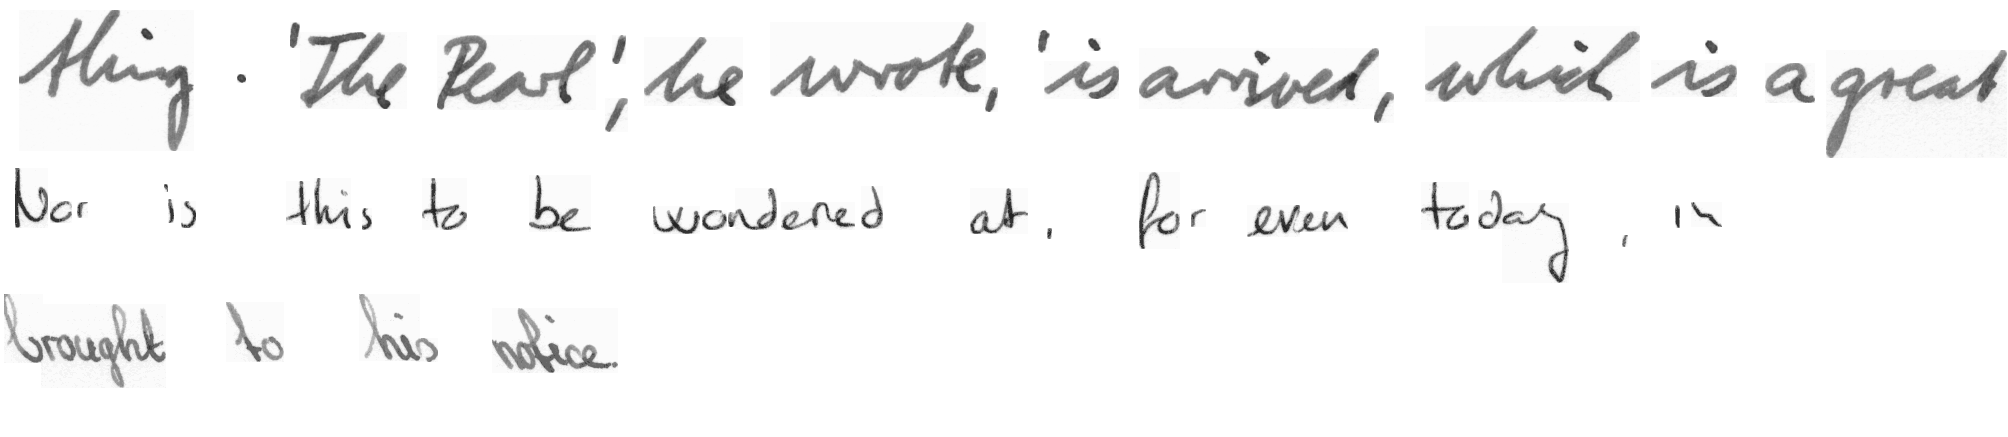 thing. 'The Pearl', he wrote, 'is arrived, which is a great
Nor is this to be wondered at, for even today, in
brought to his notice.